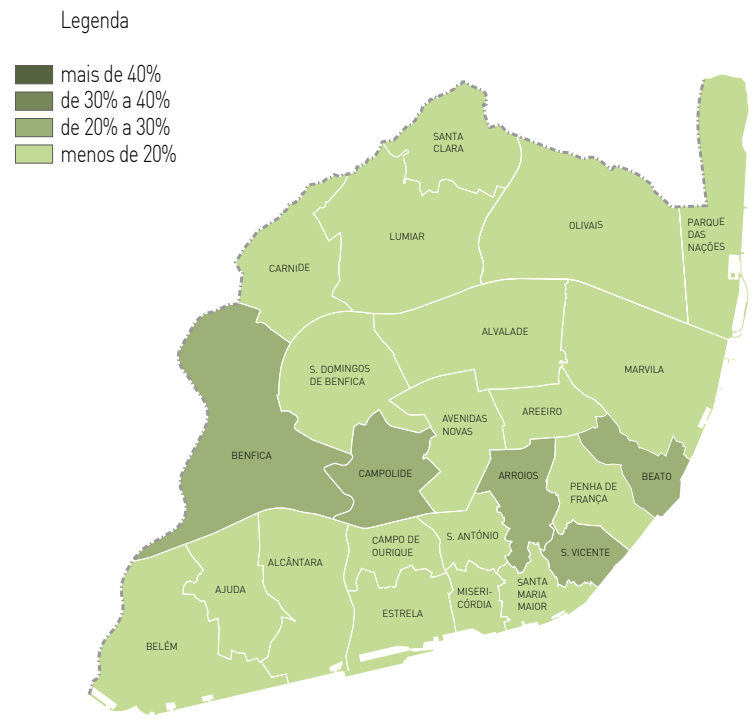 Legenda
mais de 40%
de 30% a 40%
de 20% a 30%
menos de 20%
SANTA
CLARA
LUMIAR
OLIVAIS
PARQUE
DAS
NAÇÕES
CARNIDE
ALVALADE
S. DOMINGOS
DE BENFICA
MARVILA
AVENIDAS
NOVAS
AREEIRO
BENFICA
CAMPOLIDE
ARROIOS
BEATO
PENHA DE
FRANÇA
CAMPO DE
OURIQUE
S. ANTÓNIO
S. VICENTE
ALCÂNTARA
AJUDA
MISERI-
CÓRDIA
SANTA
MARIA
MAIOR
ESTRELA
BELÉM